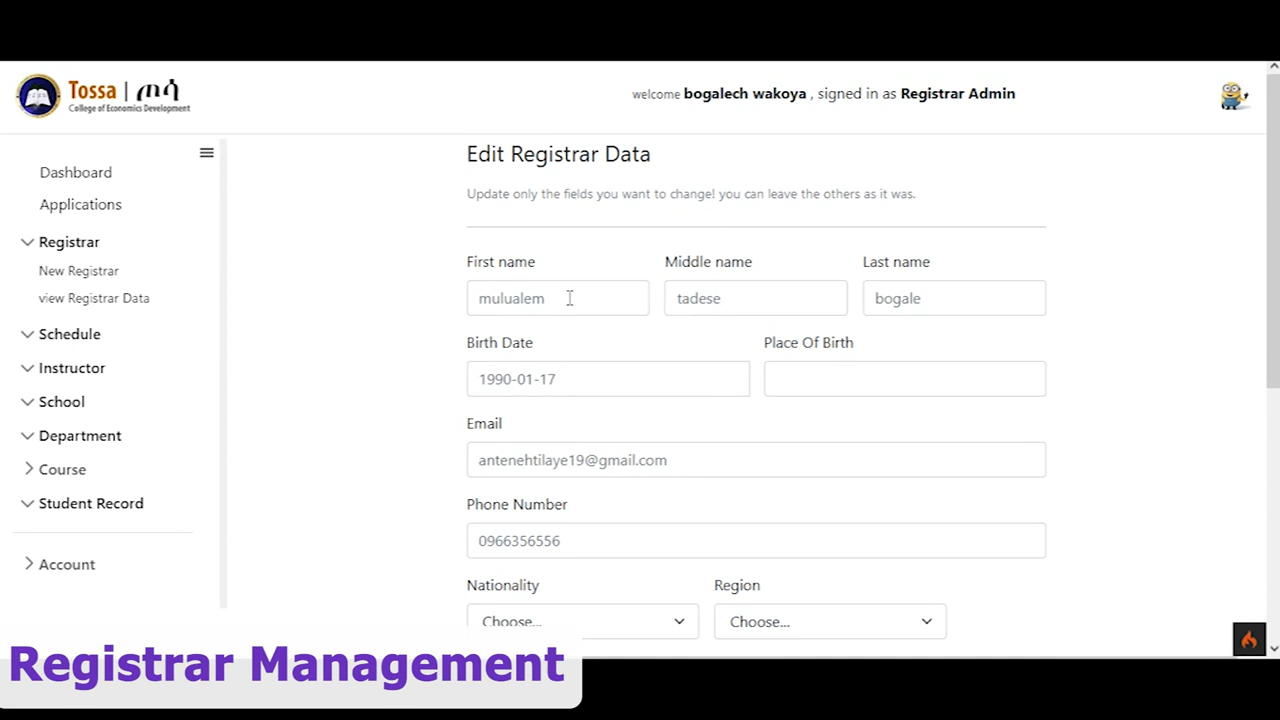 Tossa | ጠሳ
College of Economics Development
welcome bogalech wakoya , signed in as Registrar Admin
Dashboard
Applications
Registrar
New Registrar
view Registrar Data
Schedule
Instructor
School
Department
Course
Student Record
Account
Edit Registrar Data
Update only the fields you want to change! you can leave the others as it was.
First name Middle name Last name
mulualem tadese bogale
Birth Date Place Of Birth
1990-01-17
Email
antenehtilaye19@gmail.com
Phone Number
0966356556
Nationality Region
Choose... Choose...
Registrar Management